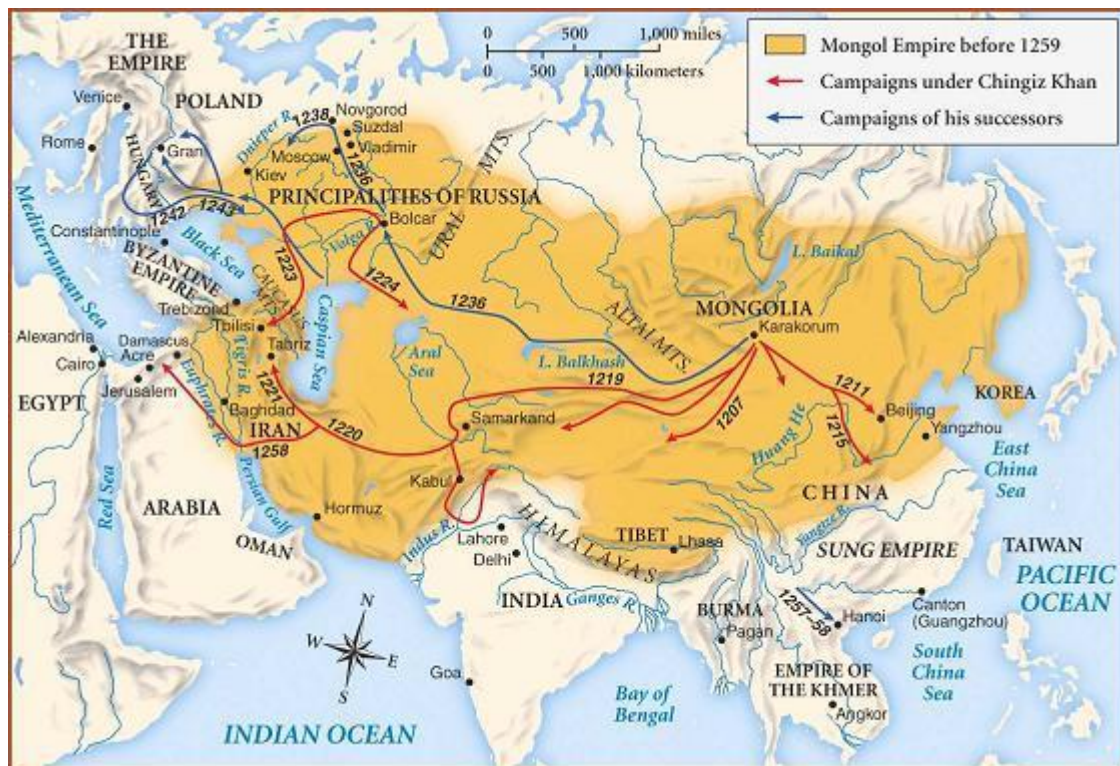 Mongol Empire before 1259
Campaigns under Chingiz Khan
Campaigns of his successors
0 500 1,000 miles
0 500 1,000 kilometers
THE
EMPIRE
Venice
POLAND
Rome
HUNGARY
Gran
Dnieper R.
1238
Novgorod
Suzdal
Vladimir
Moscow
1236
Kiev
PRINCIPALITIES OF RUSSIA
URAL MTS.
Bolcar
Volga R.
Mediterranean Sea
1242
1243
Constantinople
Black Sea
BYZANTINE
EMPIRE
1223
1224
1236
CAUCASUS
MTS.
Caspian Sea
Trebizond
Tbilisi
Tabriz
Aral
Sea
L. Balkhash
ALTAI MTS.
MONGOLIA
Karakorum
L. Baikal
Alexandria
Damascus
Acre
Cairo
Jerusalem
EGYPT
Tigris R.
Euphrates R.
1221
Baghdad
IRAN
1220
1258
1219
Samarkand
1207
1211
1215
Huang He
Beijing
Yangzhou
KOREA
East
China
Sea
Red Sea
ARABIA
Persian Gulf
Hormuz
OMAN
Kabul
Indus R.
Lahore
Delhi
HIMALAYAS
TIBET
Lhasa
CHINA
Yangtze R.
SUNG EMPIRE
TAIWAN
PACIFIC
OCEAN
INDIA
Ganges R.
BURMA
Pagan
1257–58
Hanoi
Canton
(Guangzhou)
N
W
E
S
Goa
Bay of
Bengal
EMPIRE OF
THE KHMER
Angkor
South
China
Sea
INDIAN OCEAN